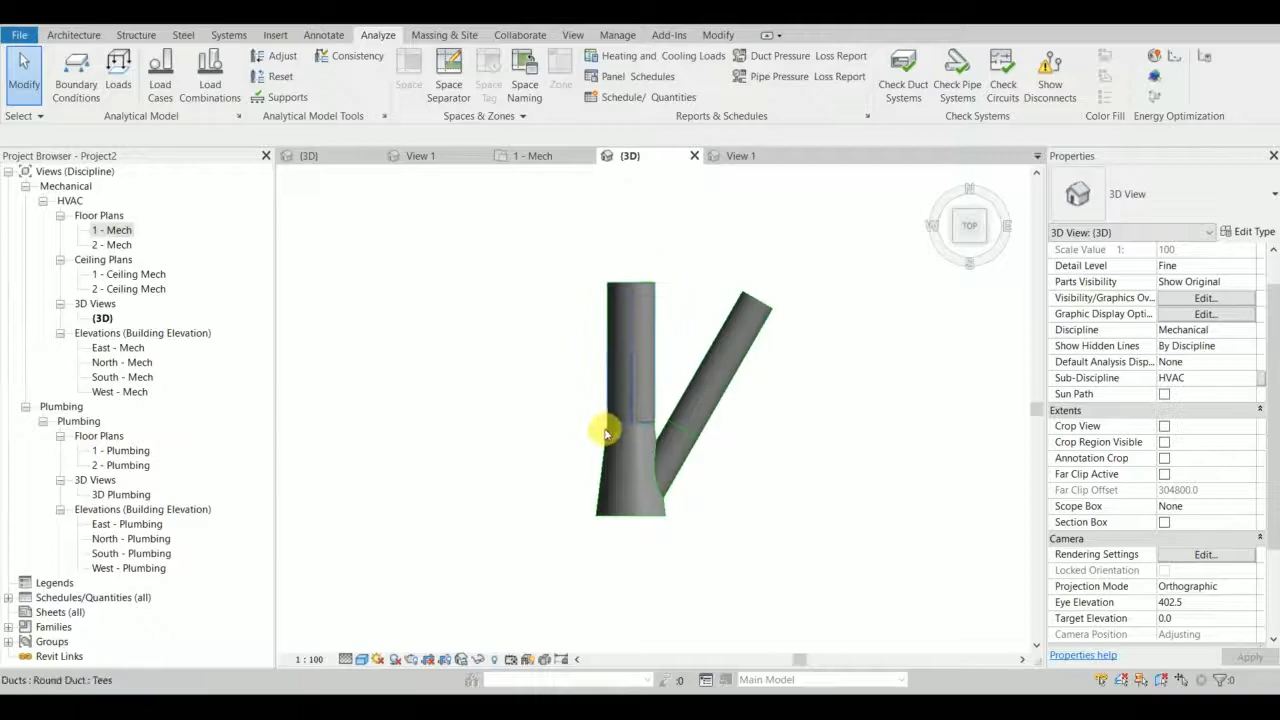 File Architecture Structure Steel Systems Insert Annotate Analyze Massing & Site Collaborate View Manage Add-Ins Modify
Adjust Consistency Heating and Cooling Loads Duct Pressure Loss Report
Reset Panel Schedules Pipe Pressure Loss Report
Supports Schedule/ Quantities
Modify Boundary Conditions Loads Load Cases Load Combinations Space Space Separator Space Tag Space Naming Zone Check Duct Systems Check Pipe Systems Check Circuits Show Disconnects
Select Analytical Model Analytical Model Tools Spaces & Zones Reports & Schedules Check Systems Color Fill Energy Optimization
Project Browser - Project2
{3D} View 1 1 - Mech {3D} View 1
Properties
Views (Discipline)
Mechanical
HVAC
Floor Plans
1 - Mech
2 - Mech
Ceiling Plans
1 - Ceiling Mech
2 - Ceiling Mech
3D Views
{3D}
Elevations (Building Elevation)
East - Mech
North - Mech
South - Mech
West - Mech
Plumbing
Plumbing
Floor Plans
1 - Plumbing
2 - Plumbing
3D Views
3D Plumbing
Elevations (Building Elevation)
East - Plumbing
North - Plumbing
South - Plumbing
West - Plumbing
Legends
Schedules/Quantities (all)
Sheets (all)
Families
Groups
Revit Links
TOP
3D View
3D View: {3D} Edit Type
Scale Value 1: 100
Detail Level Fine
Parts Visibility Show Original
Visibility/Graphics Ov... Edit...
Graphic Display Opti... Edit...
Discipline Mechanical
Show Hidden Lines By Discipline
Default Analysis Disp... None
Sub-Discipline HVAC
Sun Path
Extents
Crop View
Crop Region Visible
Annotation Crop
Far Clip Active
Far Clip Offset 304800.0
Scope Box None
Section Box
Camera
Rendering Settings Edit...
Locked Orientation
Projection Mode Orthographic
Eye Elevation 402.5
Target Elevation 0.0
Camera Position Adjusting
Properties help Apply
1 : 100
Ducts : Round Duct : Tees :0 Main Model :0